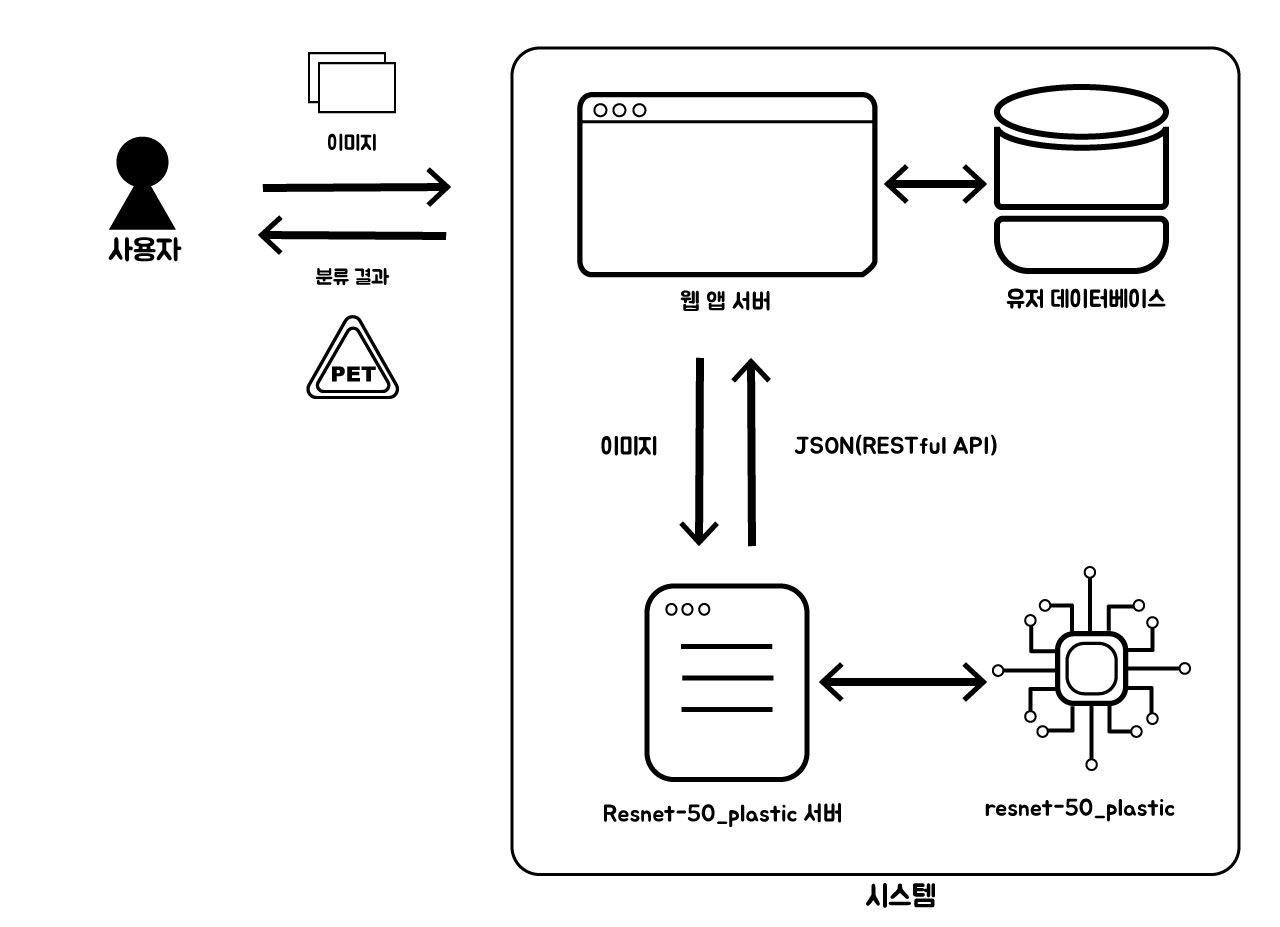 이미지
사용자
분류 결과
PET
웹 앱 서버
유저 데이터베이스
이미지
JSON(RESTful API)
Resnet-50_plastic 서버
resnet-50_plastic
시스템